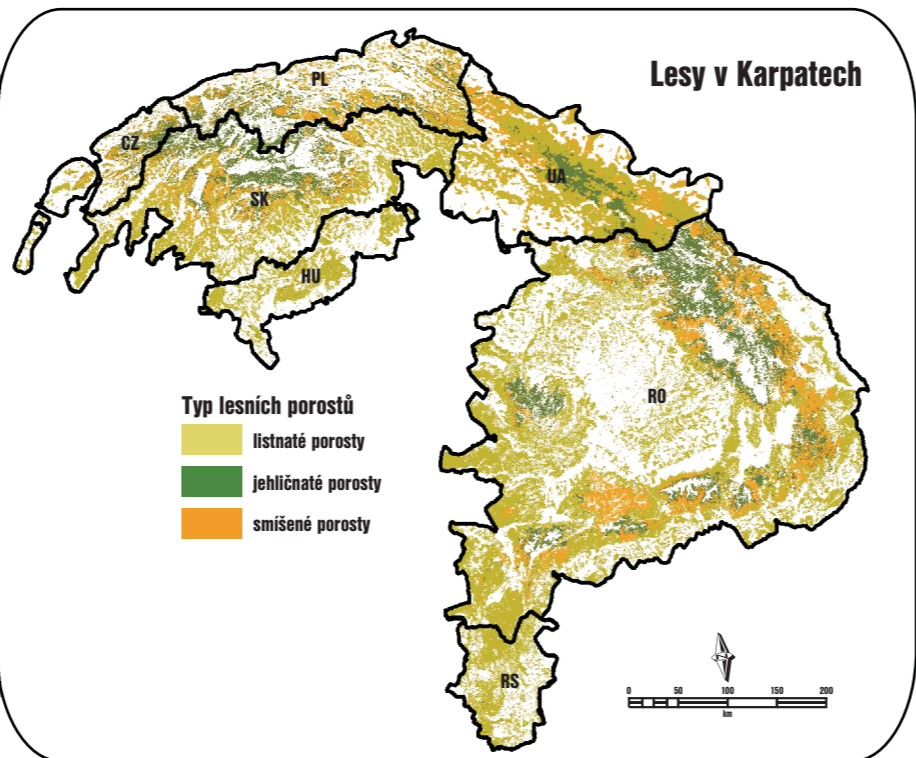 Lesy v Karpatech
PL
CZ
UA
SK
HU
RO
Typ lesních porostů
listnaté porosty
jehličnaté porosty
smíšené porosty
RS
0 50 100 150 200
km